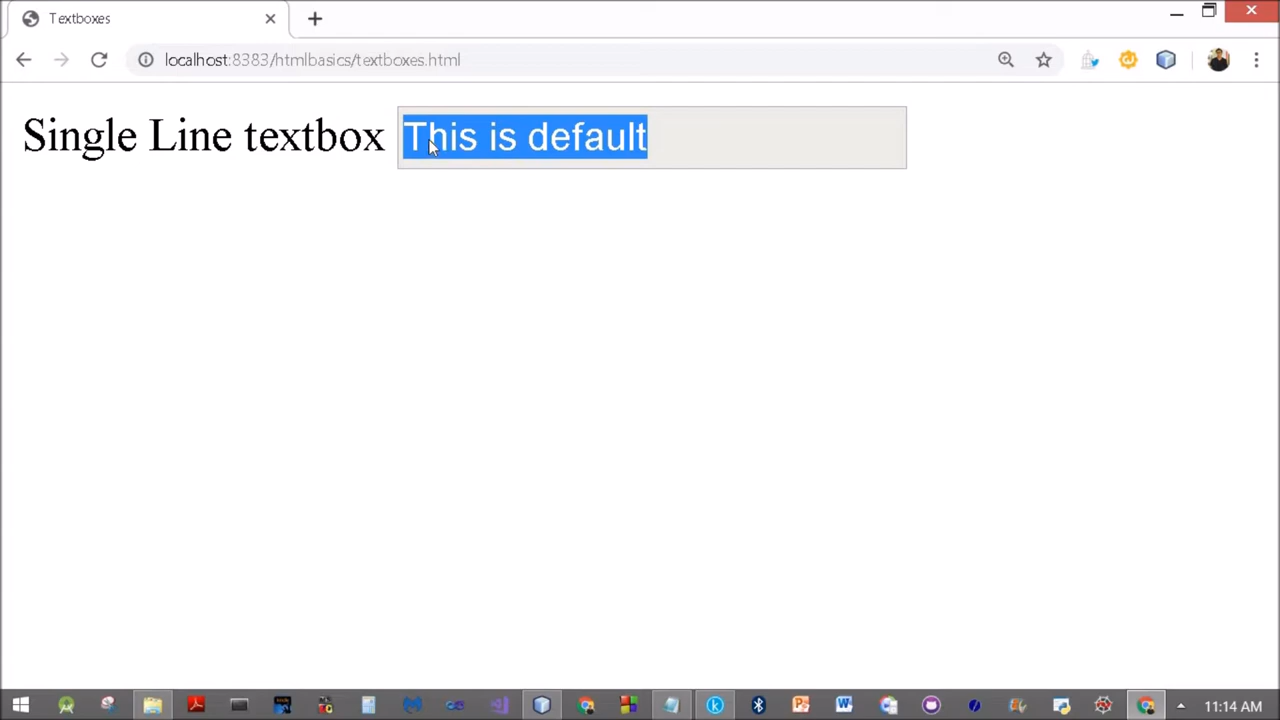 Textboxes
localhost:8383/htmlbasics/textboxes.html
Single Line textbox This is default
11:14 AM